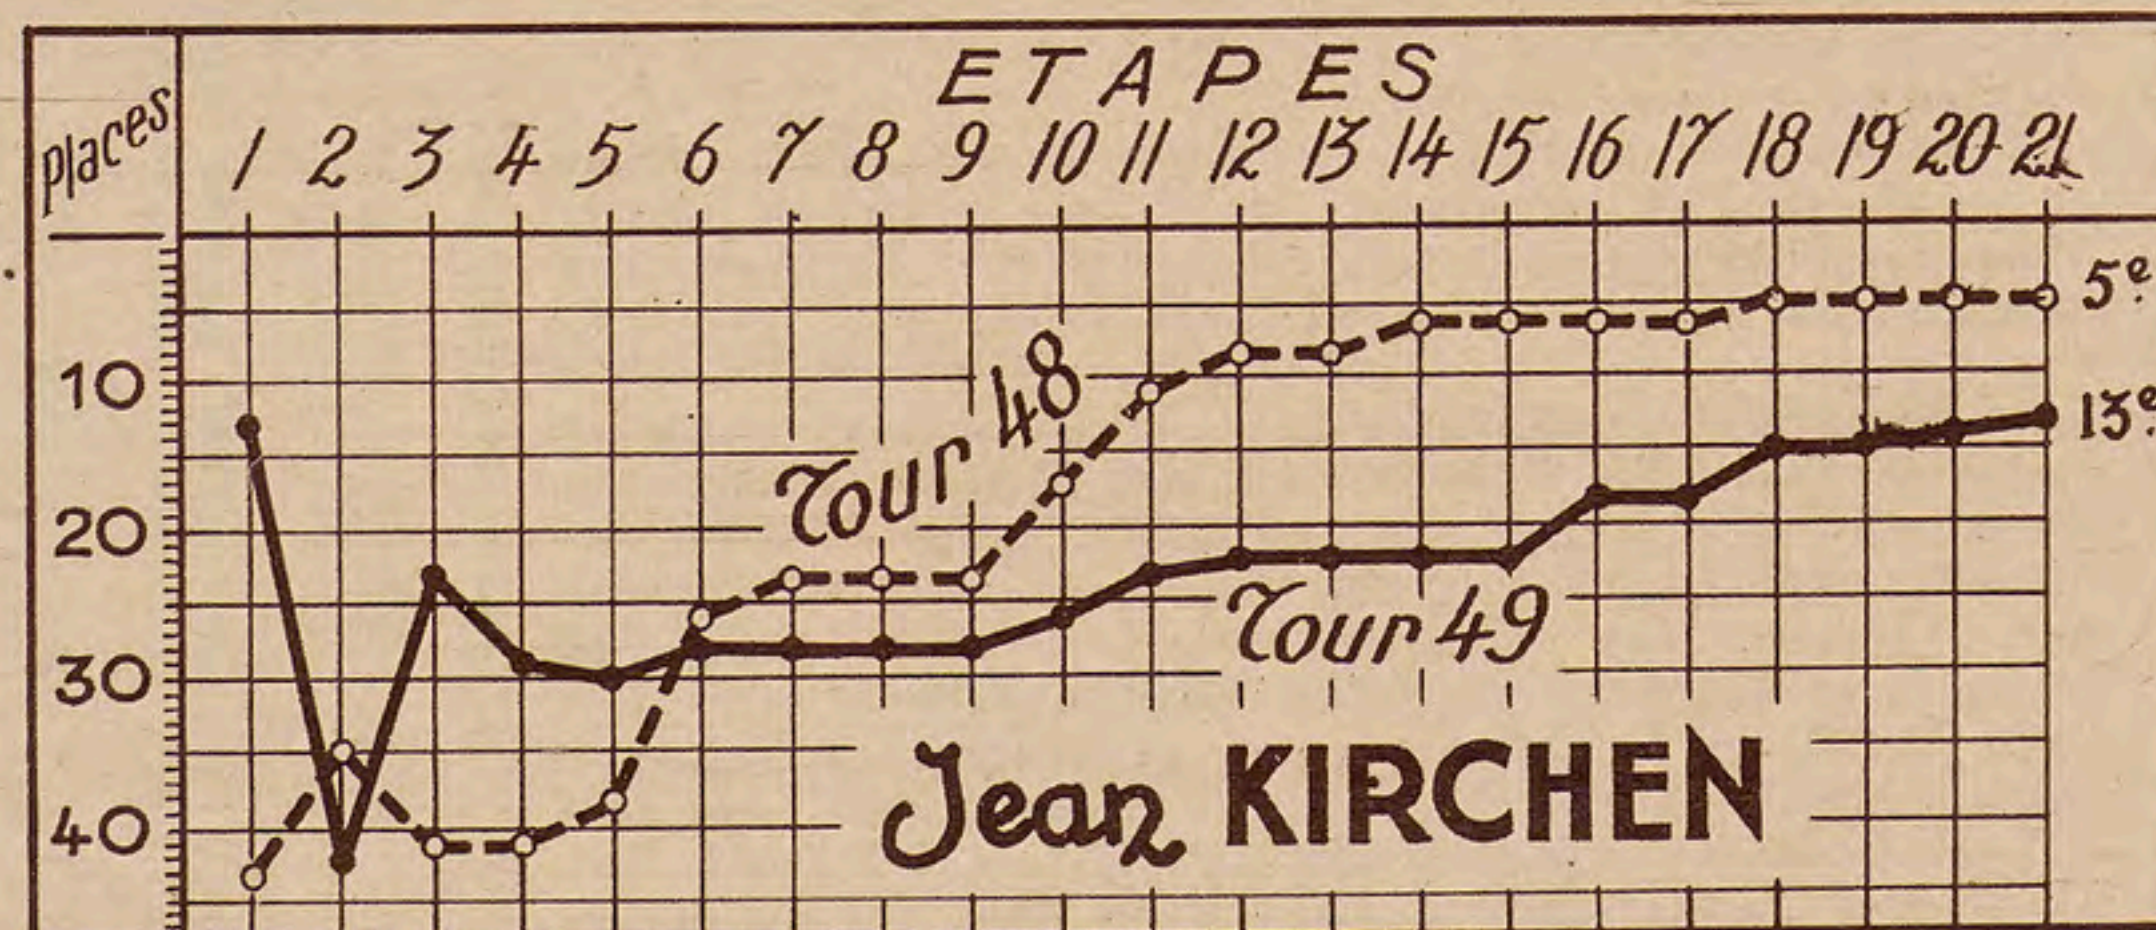 ETAPES
places 1 2 3 4 5 6 7 8 9 10 11 12 13 14 15 16 17 18 19 20 21
5e
10
13e
Tour 48
20
Tour 49
30
Jean KIRCHEN
40